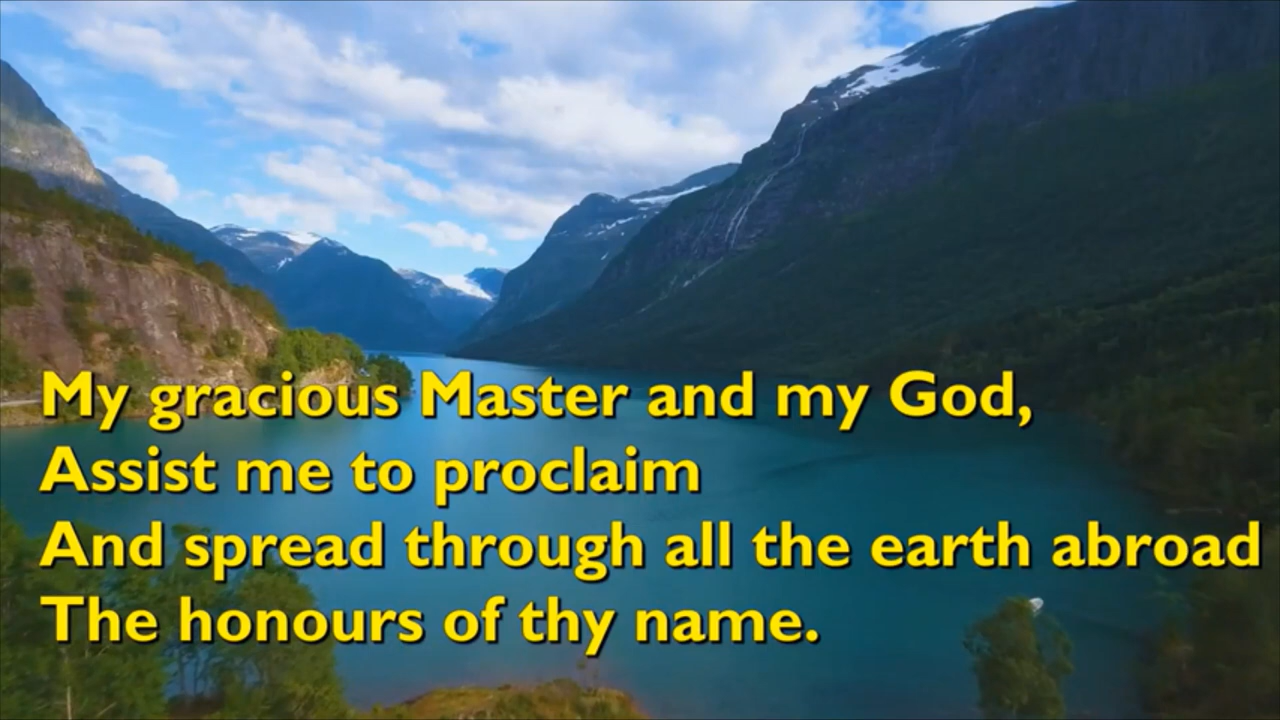 My gracious Master and my God,
Assist me to proclaim
And spread through all the earth abroad
The honours of thy name.